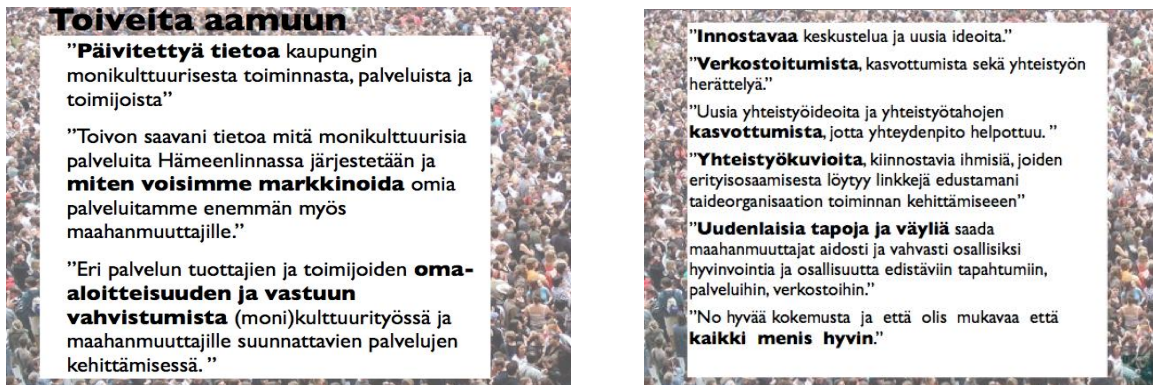 Toiveita aamuun
”Päivitettyä tietoa kaupungin
monikulttuurisesta toiminnasta, palveluista ja
toimijoista”
”Toivon saavani tietoa mitä monikulttuurisia
palveluita Hämeenlinnassa järjestetään ja
miten voisimme markkinoida omia
palveluitamme enemmän myös
maahanmuuttajille.”
”Eri palvelun tuottajien ja toimijoiden oma-
aloitteisuuden ja vastuun
vahvistumista (moni)kulttuurityössä ja
maahanmuuttajille suunnattavien palvelujen
kehittämisessä. ”
”Innostavaa keskustelua ja uusia ideoita.”
”Verkostoitumista, kasvottumista sekä yhteistyön
herättelyä.”
”Uusia yhteistyöideoita ja yhteistyötahojen
kasvottumista, jotta yhteydenpito helpottuu. ”
”Yhteistyökuvioita, kiinnostavia ihmisiä, joiden
erityisosaamisesta löytyy linkkejä edustamani
taideorganisaation toiminnan kehittämiseeen”
”Uudenlaisia tapoja ja väyliä saada
maahanmuuttajat aidosti ja vahvasti osallisiksi
hyvinvointia ja osallisuutta edistäviin tapahtumiin,
palveluihin, verkostoihin.”
”No hyvää kokemusta ja että olis mukavaa että
kaikki menis hyvin.”